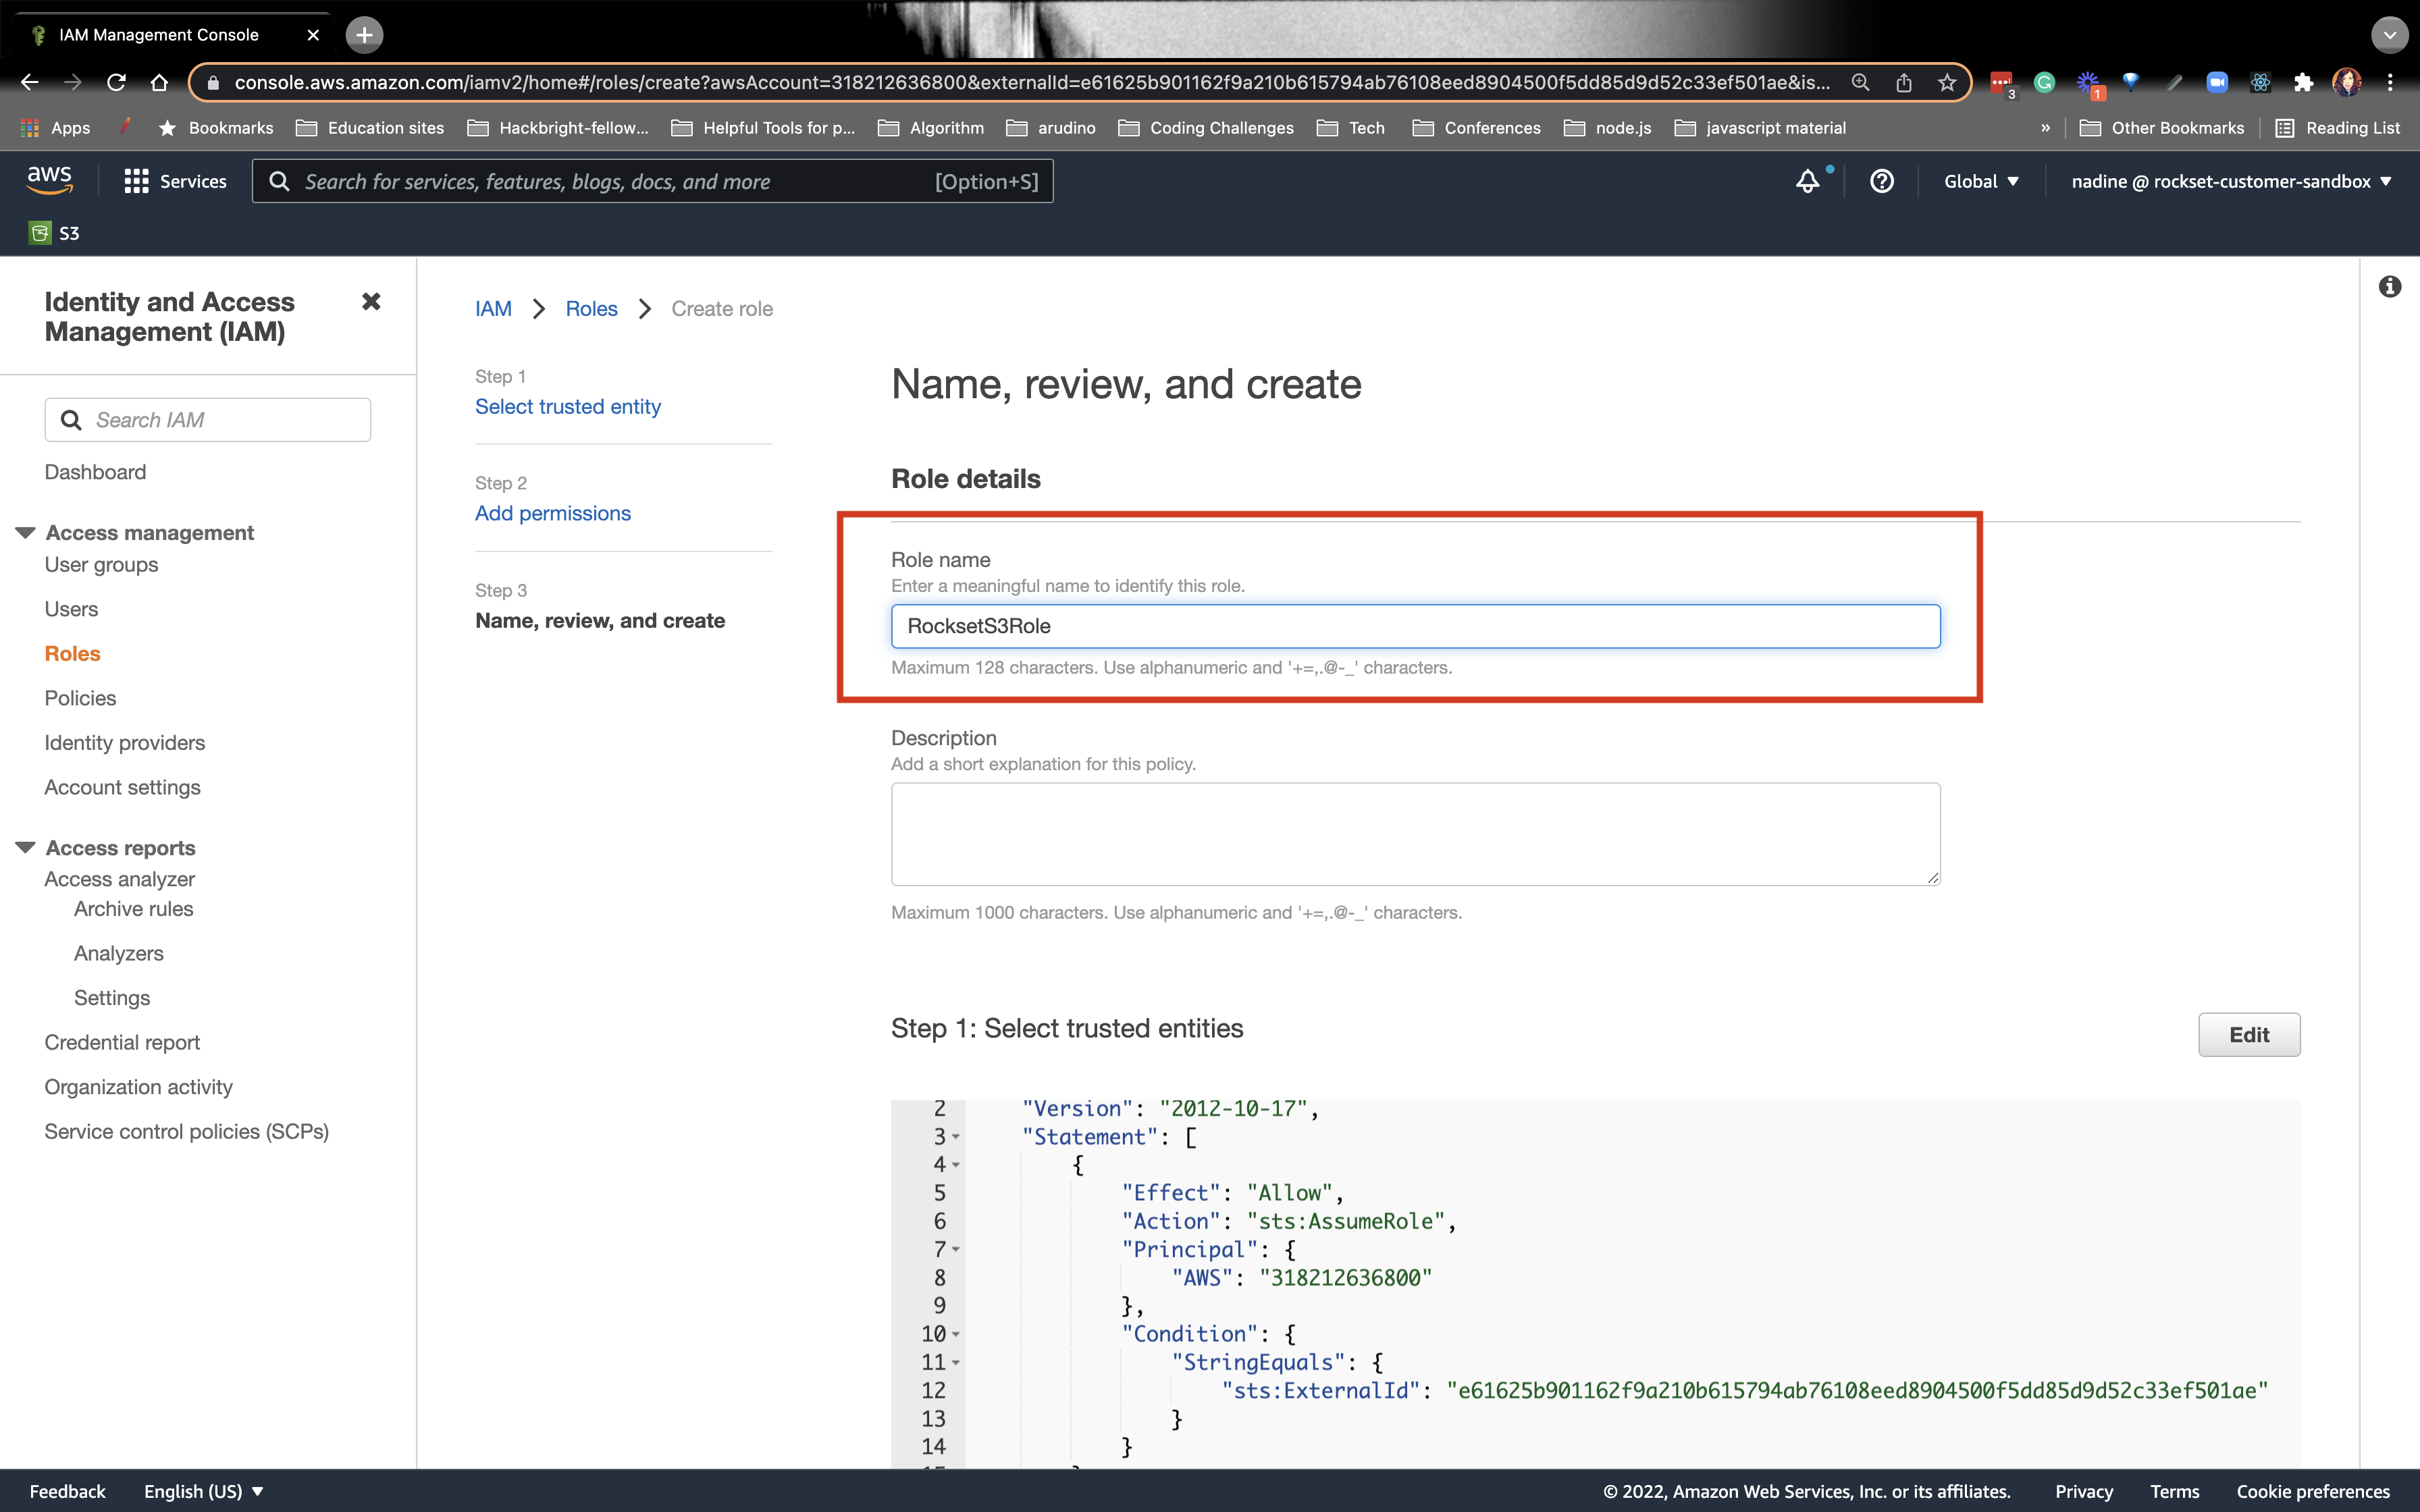 IAM Management Console
console.aws.amazon.com/iamv2/home#/roles/create?awsAccount=318212636800&externalId=e61625b901162f9a210b615794ab76108eed8904500f5dd85d9d52c33ef501ae&is...
3
1
Apps
Bookmarks
Education sites
Hackbright-fellow...
Helpful Tools for p...
Algorithm
arudino
Coding Challenges
Tech
Conferences
node.js
javascript material
»
Other Bookmarks
Reading List
aws
Services
Search for services, features, blogs, docs, and more
[Option+S]
Global
nadine @ rockset-customer-sandbox
S3
Identity and Access
Management (IAM)
Search IAM
Dashboard
Access management
User groups
Users
Roles
Policies
Identity providers
Account settings
Access reports
Access analyzer
Archive rules
Analyzers
Settings
Credential report
Organization activity
Service control policies (SCPs)
IAM
Roles
Create role
Step 1
Select trusted entity
Step 2
Add permissions
Step 3
Name, review, and create
Name, review, and create
Role details
Role name
Enter a meaningful name to identify this role.
RocksetS3Role
Maximum 128 characters. Use alphanumeric and '+=,.@-_' characters.
Description
Add a short explanation for this policy.
Maximum 1000 characters. Use alphanumeric and '+=,.@-_' characters.
Step 1: Select trusted entities
Edit
2 "Version": "2012-10-17",
3 "Statement": [
4 {
5 "Effect": "Allow",
6 "Action": "sts:AssumeRole",
7 "Principal": {
8 "AWS": "318212636800"
9 },
10 "Condition": {
11 "StringEquals": {
12 "sts:ExternalId": "e61625b901162f9a210b615794ab76108eed8904500f5dd85d9d52c33ef501ae"
13 }
14 }
Feedback
English (US)
© 2022, Amazon Web Services, Inc. or its affiliates.
Privacy
Terms
Cookie preferences